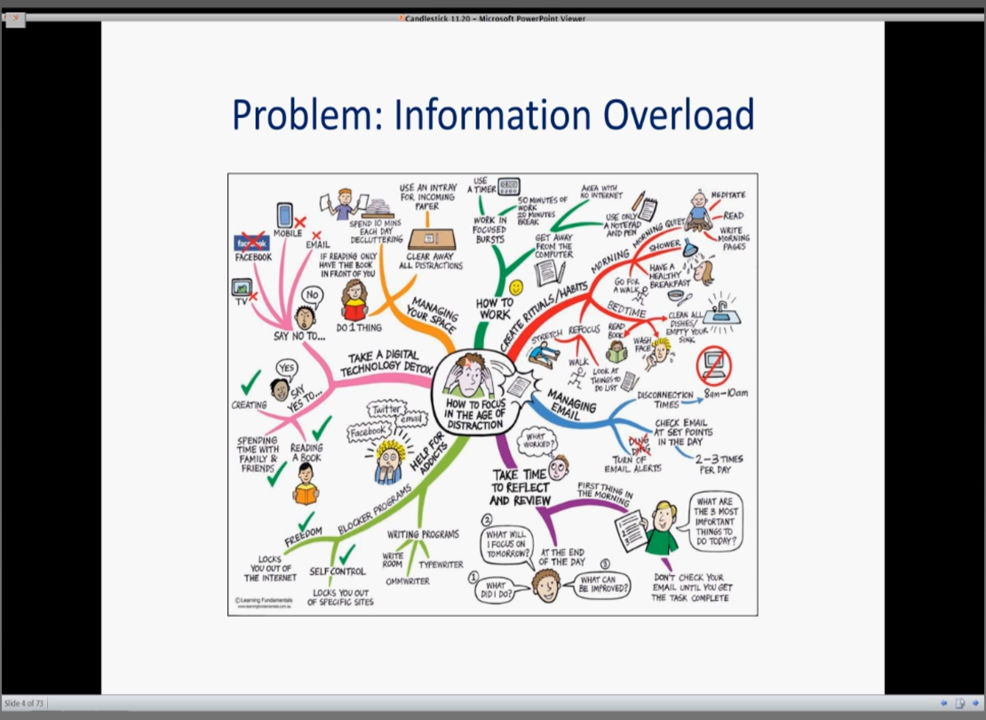 Candlestick 11.20 - Microsoft PowerPoint Viewer
Problem: Information Overload
HOW TO FOCUS
IN THE AGE OF
DISTRACTION
HOW TO
WORK
WORK IN
FOCUSED
BURSTS
USE
A TIMER
50 MINUTES OF
WORK
10 MINUTES
BREAK
GET AWAY
FROM THE
COMPUTER
AREA WITH
NO INTERNET
USE ONLY
A NOTEPAD
AND PEN
CREATE RITUALS/HABITS
MORNING
MORNING QUIET
MEDITATE
READ
WRITE
MORNING
PAGES
SHOWER
HAVE A
HEALTHY
BREAKFAST
GO FOR
A WALK
BEDTIME
CLEAN ALL
DISHES/
EMPTY YOUR
SINK
WASH
FACE
READ
BOOK
REFOCUS
STRETCH
WALK
LOOK AT
THINGS TO
DO LIST
MANAGING
EMAIL
DISCONNECTION
TIMES
8am-10am
CHECK EMAIL
AT SET POINTS
IN THE DAY
2-3 TIMES
PER DAY
DING
DING
TURN OF
EMAIL ALERTS
TAKE TIME
TO REFLECT
AND REVIEW
WHAT
WORKED?
FIRST THING IN
THE MORNING
WHAT ARE
THE 3 MOST
IMPORTANT
THINGS TO
DO TODAY?
DON'T CHECK YOUR
EMAIL UNTIL YOU GET
THE TASK COMPLETE
AT THE END
OF THE DAY
1
WHAT
DID I DO?
2
WHAT WILL
I FOCUS ON
TOMORROW?
3
WHAT CAN
BE IMPROVED?
HELP FOR
ADDICTS
Twitter
email
Facebook
BLOCKER PROGRAMS
FREEDOM
LOCKS
YOU OUT OF
THE INTERNET
SELF CONTROL
LOCKS YOU OUT
OF SPECIFIC SITES
WRITING PROGRAMS
WRITE
ROOM
OMMWRITER
TYPEWRITER
TAKE A DIGITAL
TECHNOLOGY DETOX
SAY NO TO...
NO
TV
FACEBOOK
facebook
MOBILE
EMAIL
SAY
YES TO...
YES
CREATING
SPENDING
TIME WITH
FAMILY &
FRIENDS
READING
A BOOK
MANAGING
YOUR SPACE
DO 1 THING
IF READING ONLY
HAVE THE BOOK
IN FRONT OF YOU
SPEND 10 MINS
EACH DAY
DECLUTTERING
USE AN INTRAY
FOR INCOMING
PAPER
CLEAR AWAY
ALL DISTRACTIONS
©Learning Fundamentals
www.learningfundamentals.com.au
Slide 4 of 73